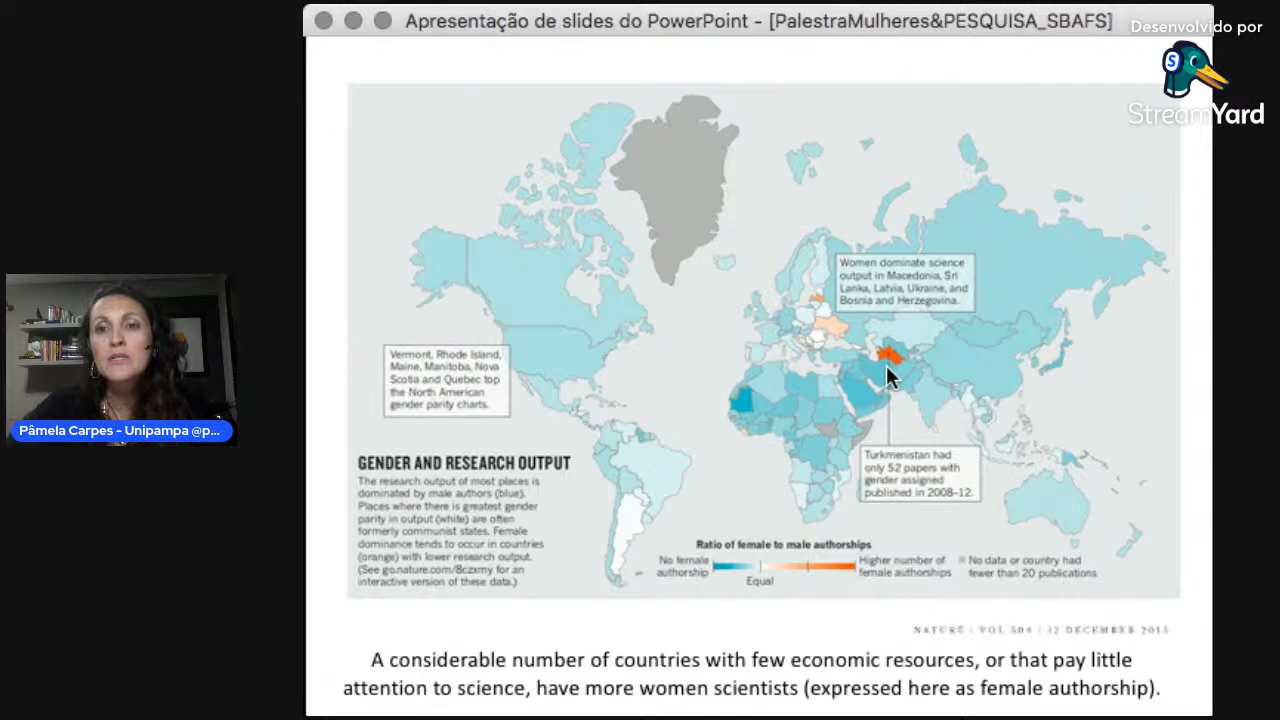 Apresentação de slides do PowerPoint - [PalestraMulheres&PESQUISA_SBAFS]
Desenvolvido por
S
StreamYard
Women dominate science
output in Macedonia, Sri
Lanka, Latvia, Ukraine, and
Bosnia and Herzegovina.
Vermont, Rhode Island,
Maine, Manitoba, Nova
Scotia and Quebec top
the North American
gender parity charts.
Pâmela Carpes - Unipampa @p...
Turkmenistan had
only 52 papers with
gender assigned
published in 2008–12.
GENDER AND RESEARCH OUTPUT
The research output of most places is
dominated by male authors (blue).
Places where there is greatest gender
parity in output (white) are often
formerly communist states. Female
dominance tends to occur in countries
(orange) with lower research output.
(See go.nature.com/8czxmy for an
interactive version of these data.)
Ratio of female to male authorships
No female
authorship
Equal
Higher number of
female authorships
No data or country had
fewer than 20 publications
NATURE | VOL 504 | 12 DECEMBER 2013
A considerable number of countries with few economic resources, or that pay little
attention to science, have more women scientists (expressed here as female authorship).